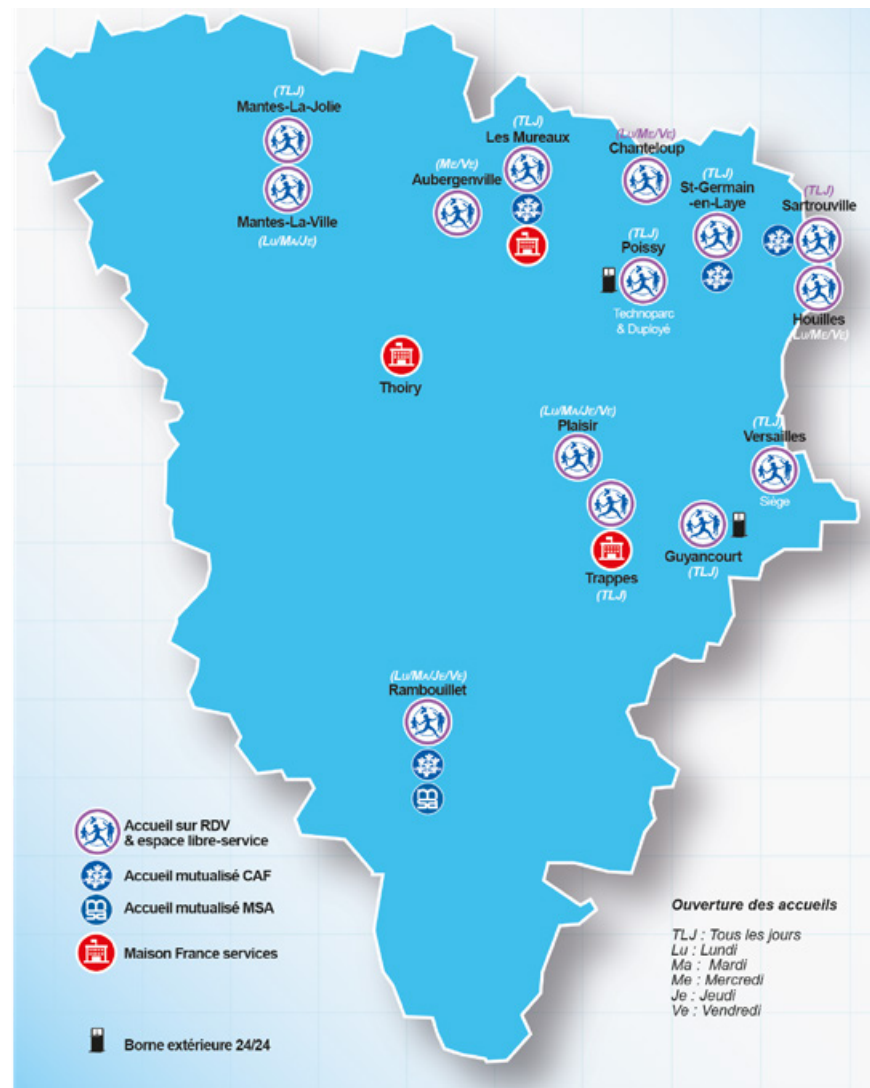 (TLJ)
Mantes-La-Jolie
Mantes-La-Ville
(Lu/Ma/Je)
(Me/Ve)
Aubergenville
(TLJ)
Les Mureaux
(Lu/Me/Ve)
Chanteloup
(TLJ)
St-Germain
-en-Laye
(TLJ)
Sartrouville
Houilles
(Lu/Me/Ve)
(TLJ)
Poissy
Technoparc
& Duployé
Thoiry
(Lu/Ma/Je/Ve)
Plaisir
Trappes
(TLJ)
(TLJ)
Versailles
Siège
Guyancourt
(TLJ)
(Lu/Ma/Je/Ve)
Rambouillet
msa
Accueil sur RDV
& espace libre-service
Accueil mutualisé CAF
msa
Accueil mutualisé MSA
Maison France services
Borne extérieure 24/24
Ouverture des accueils
TLJ : Tous les jours
Lu : Lundi
Ma : Mardi
Me : Mercredi
Je : Jeudi
Ve : Vendredi